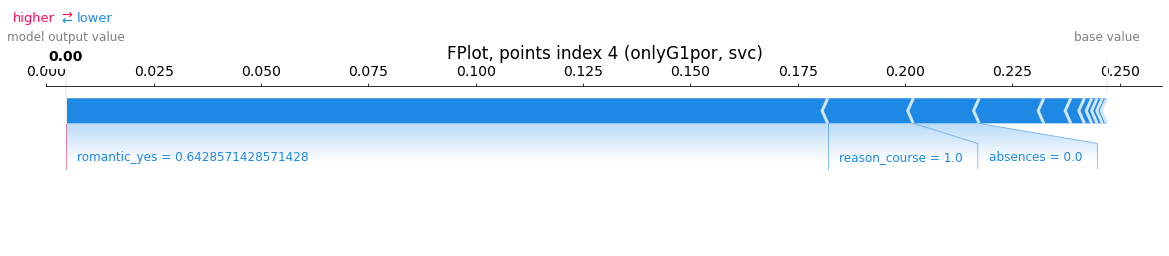 higher ⇄ lower
model output value
base value
0.00
FPlot, points index 4 (onlyG1por, svc)
0.000 0.025 0.050 0.075 0.100 0.125 0.150 0.175 0.200 0.225 0.250
romantic_yes = 0.6428571428571428
reason_course = 1.0
absences = 0.0